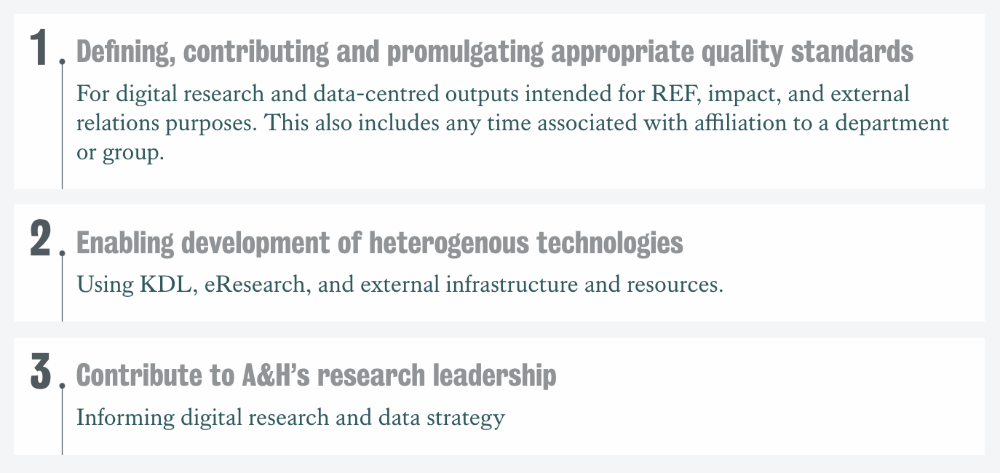 1. Defining, contributing and promulgating appropriate quality standards
For digital research and data-centred outputs intended for REF, impact, and external
relations purposes. This also includes any time associated with affiliation to a department
or group.
2. Enabling development of heterogenous technologies
Using KDL, eResearch, and external infrastructure and resources.
3. Contribute to A&H’s research leadership
Informing digital research and data strategy